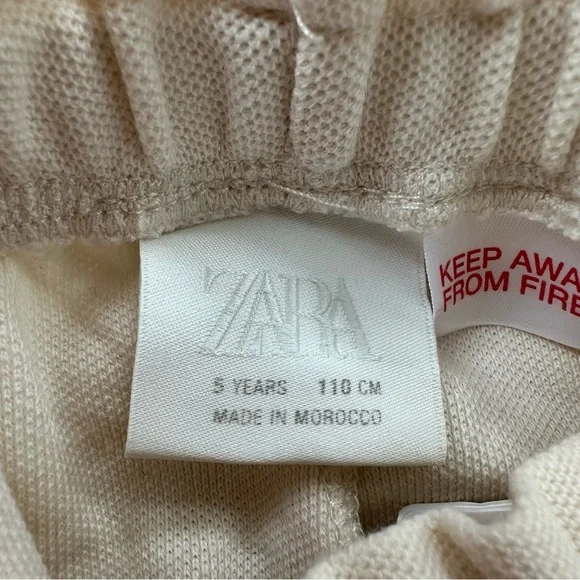 ZARA
5 YEARS 110 CM
MADE IN MOROCCO
KEEP AWA
FROM FIRE